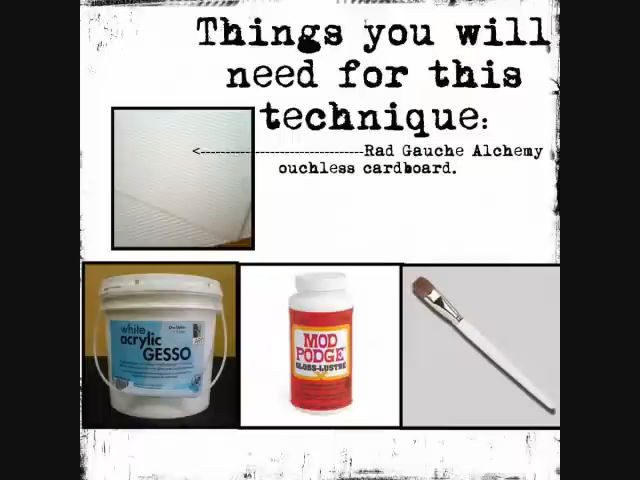 Things you will
need for this
technique:
<----------------------Rad Gauche Alchemy
ouchless cardboard.
white
acrylic
GESSO
MOD
PODGE
GLOSS-LUSTRE